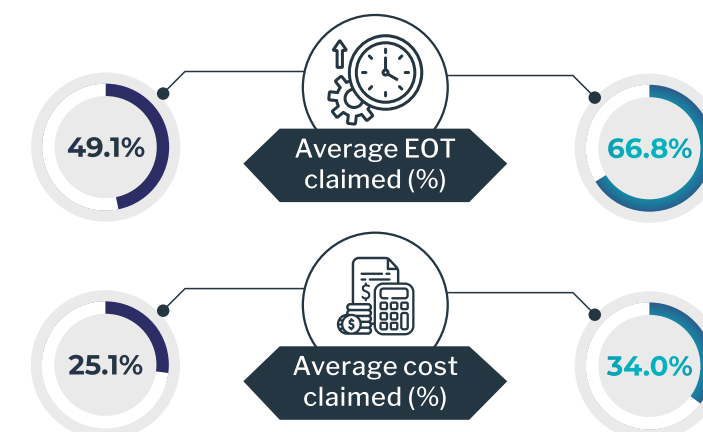 49.1%
Average EOT
claimed (%)
66.8%
25.1%
Average cost
claimed (%)
34.0%